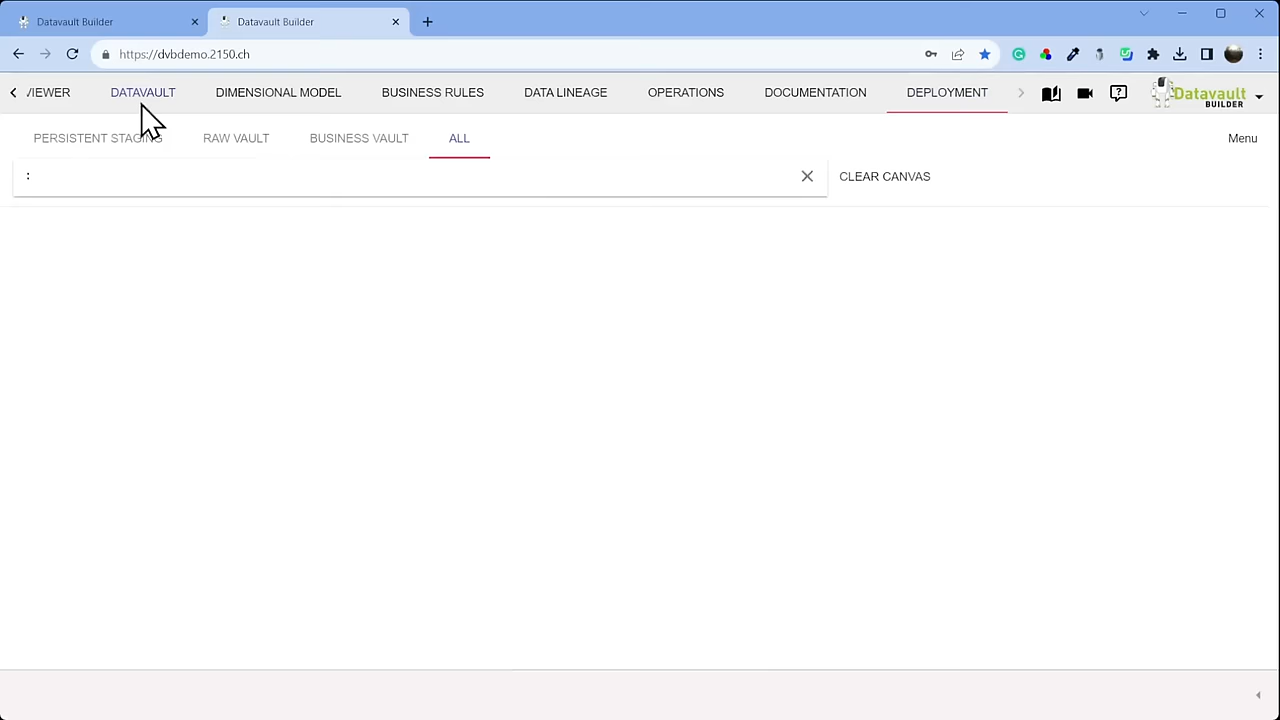 Datavault Builder
Datavault Builder
https://dvbdemo.2150.ch
VIEWER
DATAVAULT
DIMENSIONAL MODEL
BUSINESS RULES
DATA LINEAGE
OPERATIONS
DOCUMENTATION
DEPLOYMENT
Datavault
BUILDER
PERSISTENT STAGING
RAW VAULT
BUSINESS VAULT
ALL
Menu
:
CLEAR CANVAS